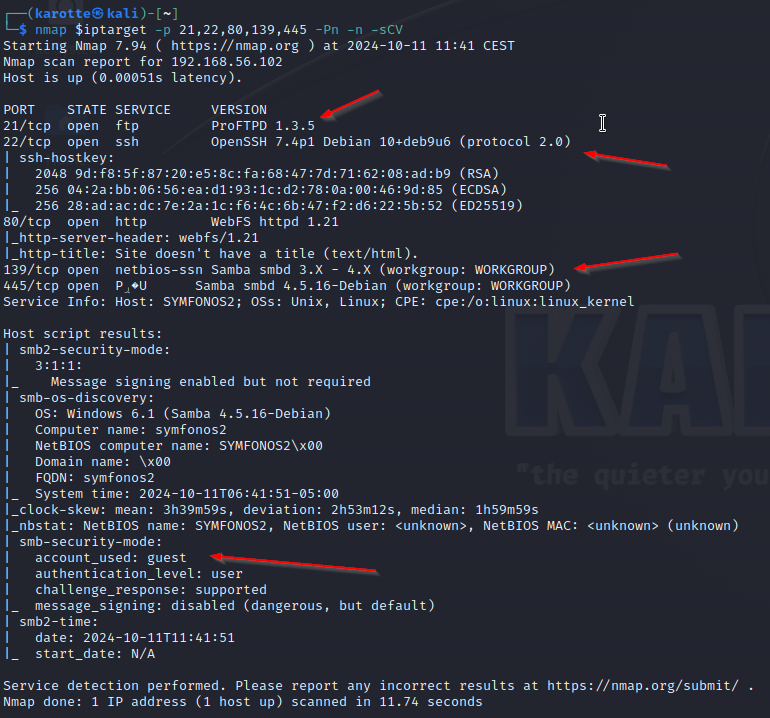 ┌──(karotte㉿kali)-[~]
└─$ nmap $iptarget -p 21,22,80,139,445 -Pn -n -sCV
Starting Nmap 7.94 ( https://nmap.org ) at 2024-10-11 11:41 CEST
Nmap scan report for 192.168.56.102
Host is up (0.00051s latency).

PORT    STATE SERVICE     VERSION
21/tcp  open  ftp         ProFTPD 1.3.5
22/tcp  open  ssh         OpenSSH 7.4p1 Debian 10+deb9u6 (protocol 2.0)
| ssh-hostkey:
|   2048 9d:f8:5f:87:20:e5:8c:fa:68:47:7d:71:62:08:ad:b9 (RSA)
|   256 04:2a:bb:06:56:ea:d1:93:1c:d2:78:0a:00:46:9d:85 (ECDSA)
|_  256 28:ad:ac:dc:7e:2a:1c:f6:4c:6b:47:f2:d6:22:5b:52 (ED25519)
80/tcp  open  http        WebFS httpd 1.21
|_http-server-header: webfs/1.21
|_http-title: Site doesn't have a title (text/html).
139/tcp open  netbios-ssn Samba smbd 3.X - 4.X (workgroup: WORKGROUP)
445/tcp open  P�U      Samba smbd 4.5.16-Debian (workgroup: WORKGROUP)
Service Info: Host: SYMFONOS2; OSs: Unix, Linux; CPE: cpe:/o:linux:linux_kernel

Host script results:
| smb2-security-mode:
|   3:1:1:
|_    Message signing enabled but not required
| smb-os-discovery:
|   OS: Windows 6.1 (Samba 4.5.16-Debian)
|   Computer name: symfonos2
|   NetBIOS computer name: SYMFONOS2\x00
|   Domain name: \x00
|   FQDN: symfonos2
|_  System time: 2024-10-11T06:41:51-05:00
|_clock-skew: mean: 3h39m59s, deviation: 2h53m12s, median: 1h59m59s
|_nbstat: NetBIOS name: SYMFONOS2, NetBIOS user: <unknown>, NetBIOS MAC: <unknown> (unknown)
| smb-security-mode:
|   account_used: guest
|   authentication_level: user
|   challenge_response: supported
|_  message_signing: disabled (dangerous, but default)
| smb2-time:
|   date: 2024-10-11T11:41:51
|_  start_date: N/A

Service detection performed. Please report any incorrect results at https://nmap.org/submit/ .
Nmap done: 1 IP address (1 host up) scanned in 11.74 seconds
KAL
"the quieter you